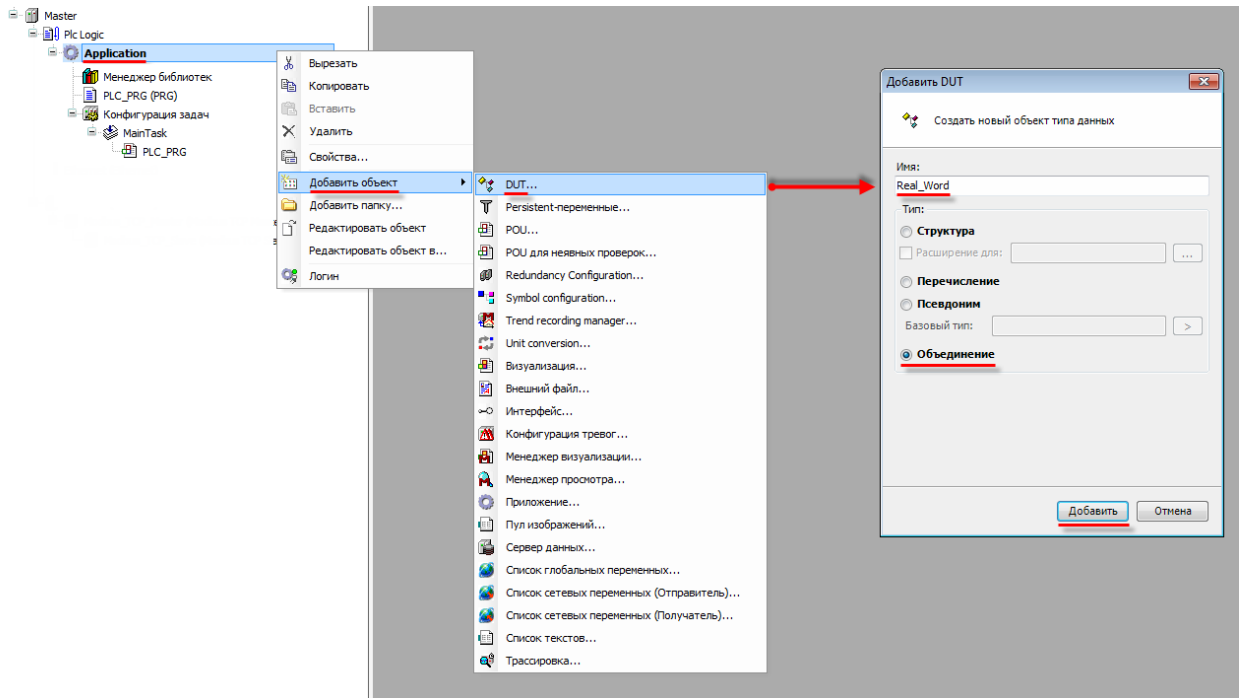 Master
Plc Logic
Application
Менеджер библиотек
PLC_PRG (PRG)
Конфигурация задач
MainTask
PLC_PRG
Вырезать
Копировать
Вставить
Удалить
Свойства...
Добавить объект
Добавить папку...
Редактировать объект
Редактировать объект в...
Логин
DUT...
Persistent-переменные...
POU...
POU для неявных проверок...
Redundancy Configuration...
Symbol configuration...
Trend recording manager...
Unit conversion...
Визуализация...
Внешний файл...
Интерфейс...
Конфигурация тревог...
Менеджер визуализации...
Менеджер просмотра...
Приложение...
Пул изображений...
Сервер данных...
Список глобальных переменных...
Список сетевых переменных (Отправитель)...
Список сетевых переменных (Получатель)...
Список текстов...
Трассировка...
Добавить DUT
Создать новый объект типа данных
Имя:
Real_Word
Тип:
Структура
Расширение для:
...
Перечисление
Псевдоним
Базовый тип:
>
Объединение
Добавить
Отмена